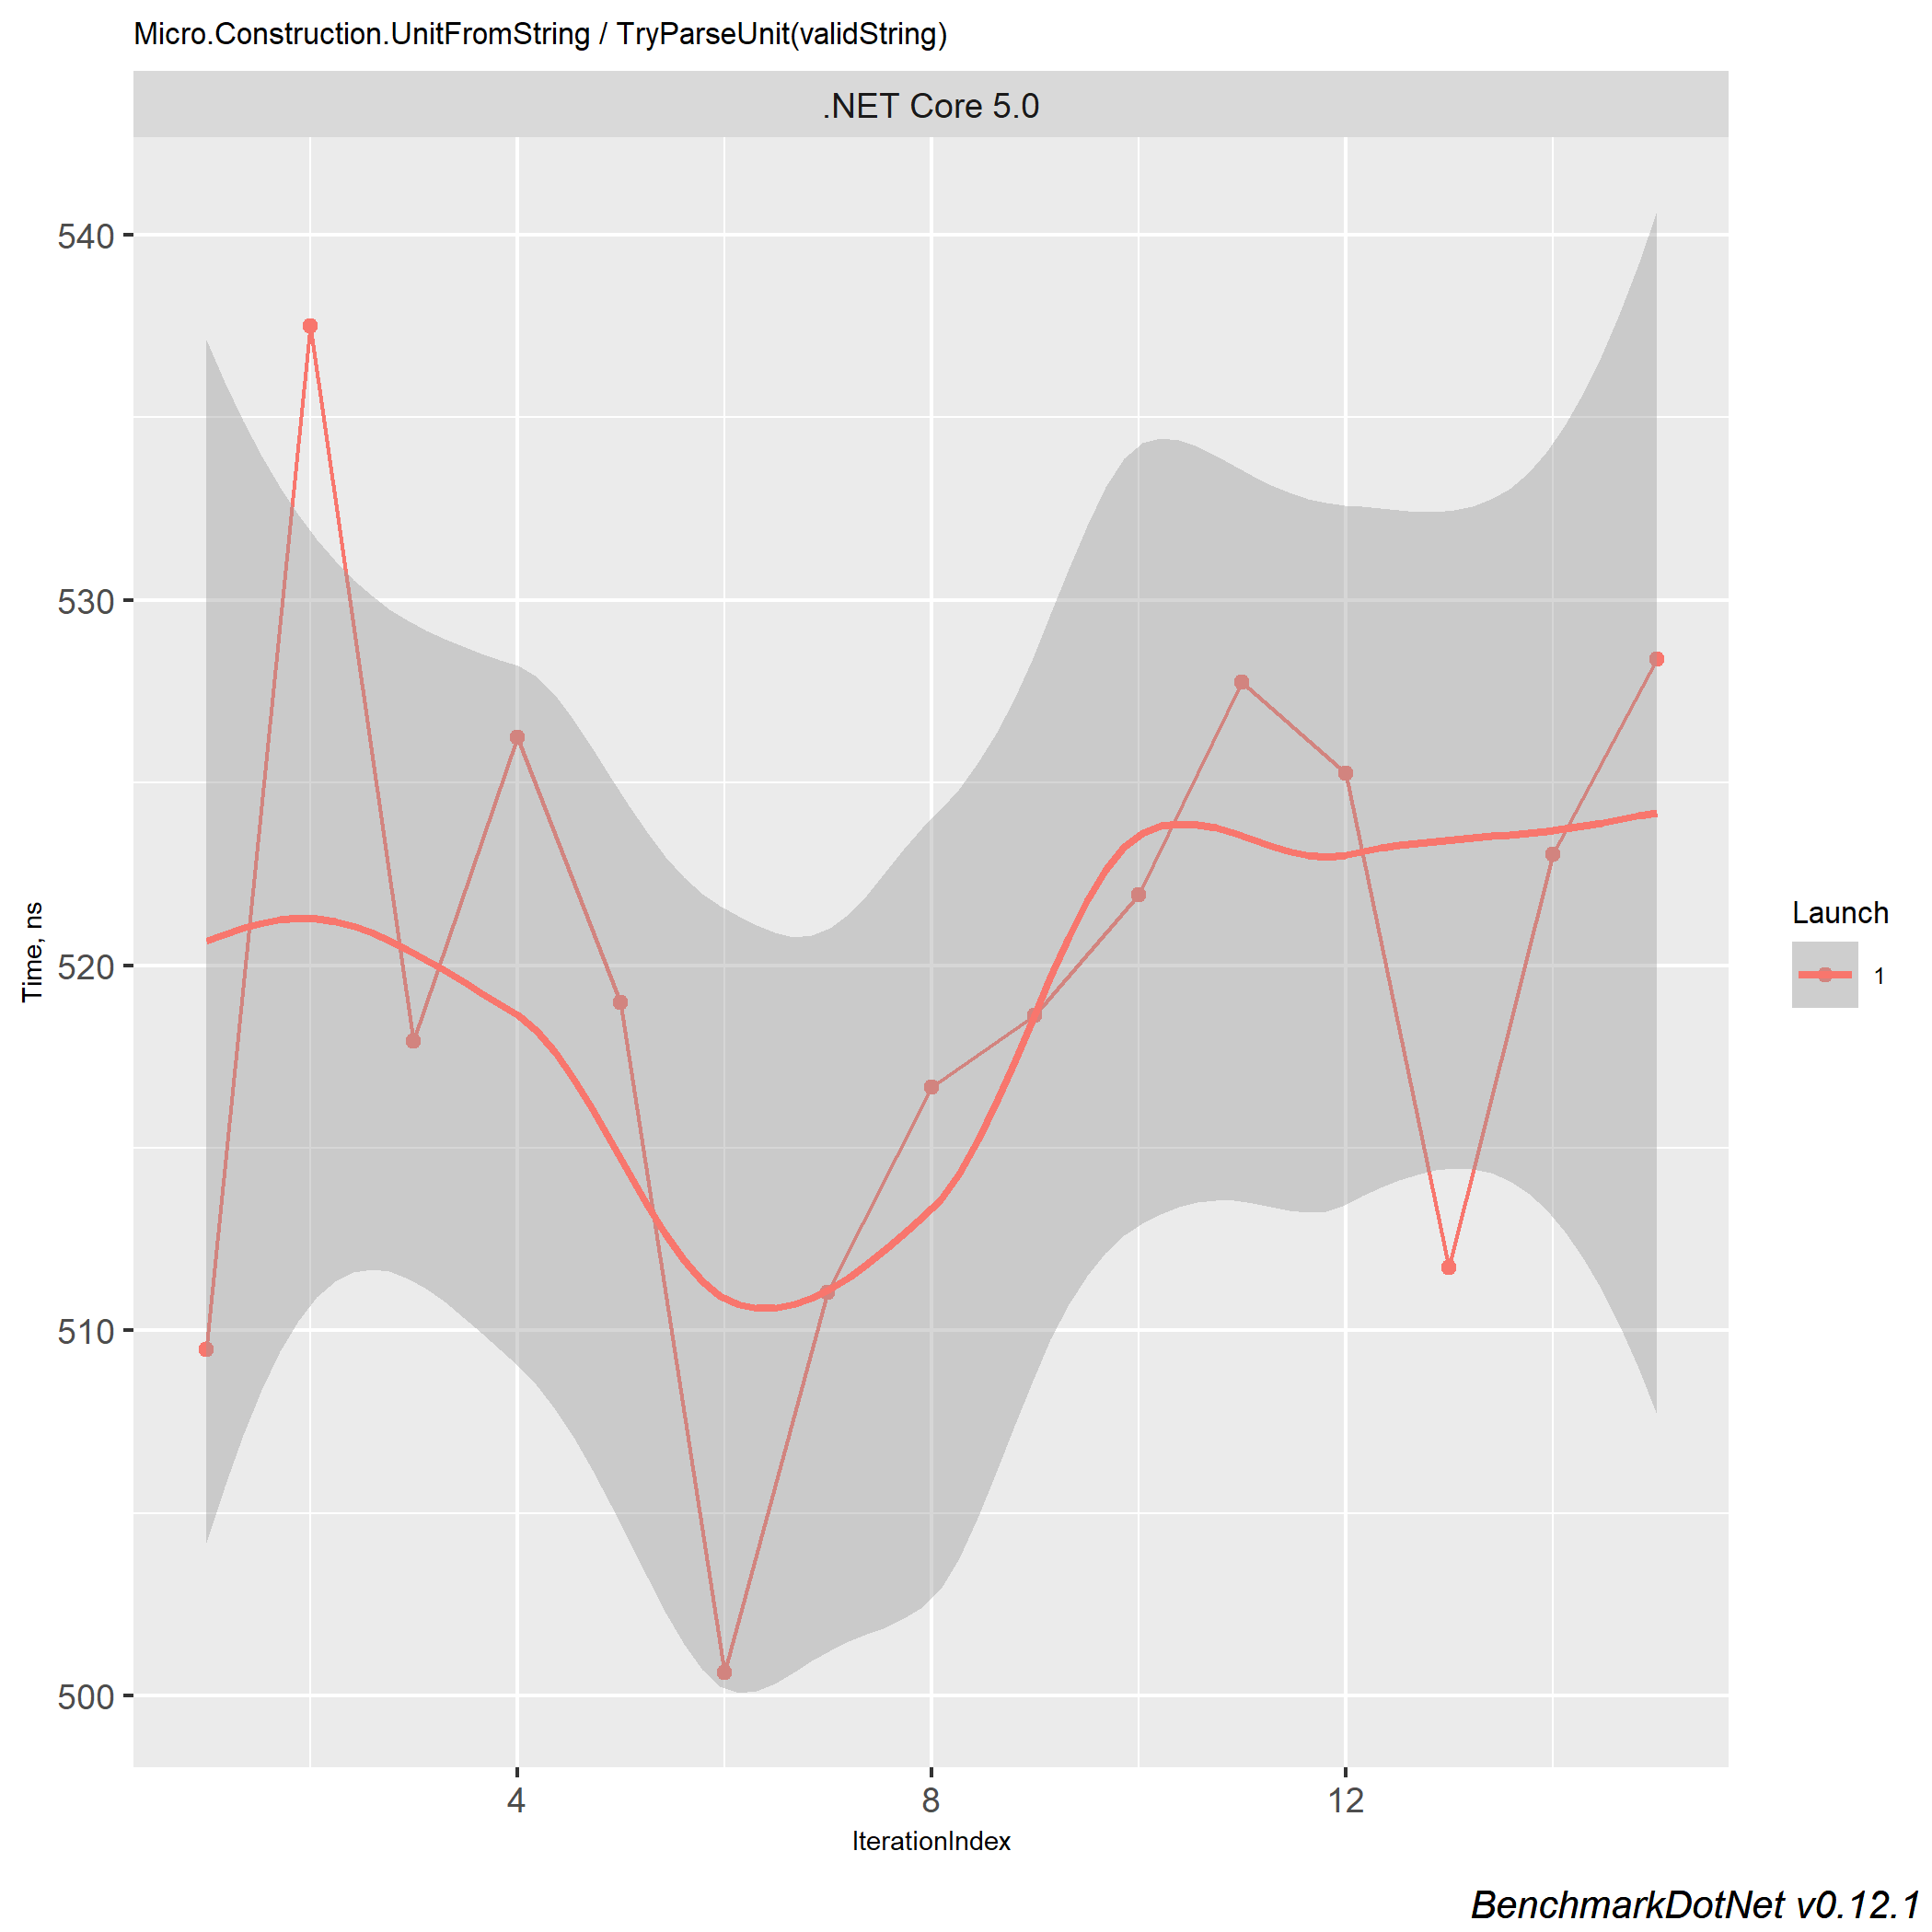 Micro.Construction.UnitFromString / TryParseUnit(validString)
.NET Core 5.0
540
530
520
510
500
Time, ns
4 8 12
IterationIndex
Launch
1
BenchmarkDotNet v0.12.1